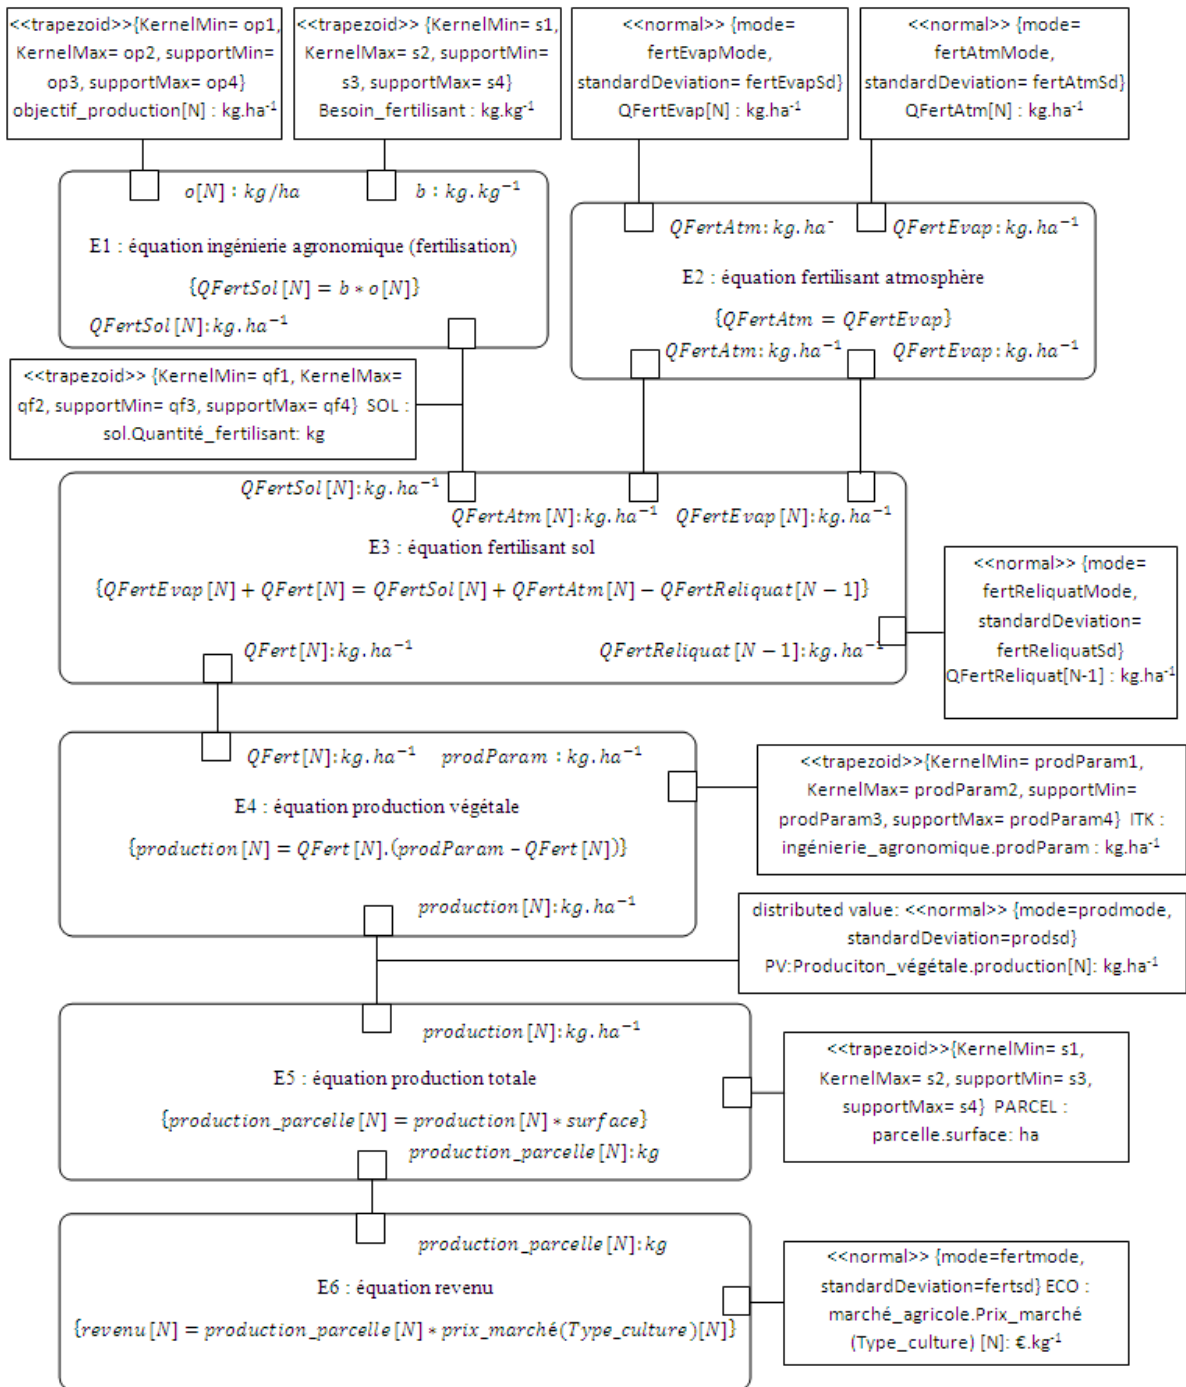 <<trapezoid>>{KernelMin= op1,
KernelMax= op2, supportMin=
op3, supportMax= op4}
objectif_production[N] : kg.ha⁻¹
<<trapezoid>> {KernelMin= s1,
KernelMax= s2, supportMin=
s3, supportMax= s4}
Besoin_fertilisant : kg.kg⁻¹
<<normal>> {mode=
fertEvapMode,
standardDeviation= fertEvapSd}
QFertEvap[N] : kg.ha⁻¹
<<normal>> {mode=
fertAtmMode,
standardDeviation= fertAtmSd}
QFertAtm[N] : kg.ha⁻¹
o[N] : kg/ha
b : kg.kg⁻¹
E1 : équation ingénierie agronomique (fertilisation)
{QFertSol[N] = b * o[N]}
QFertSol[N]: kg.ha⁻¹
QFertAtm: kg.ha⁻
QFertEvap: kg.ha⁻¹
E2 : équation fertilisant atmosphère
{QFertAtm = QFertEvap}
QFertAtm: kg.ha⁻¹
QFertEvap: kg.ha⁻¹
<<trapezoid>> {KernelMin= qf1, KernelMax=
qf2, supportMin= qf3, supportMax= qf4} SOL :
sol.Quantité_fertilisant: kg
QFertSol[N]: kg.ha⁻¹
QFertAtm[N]: kg.ha⁻¹
QFertEvap[N]: kg.ha⁻¹
E3 : équation fertilisant sol
{QFertEvap[N] + QFert[N] = QFertSol[N] + QFertAtm[N] − QFertReliquat[N − 1]}
QFert[N]: kg.ha⁻¹
QFertReliquat[N − 1]: kg.ha⁻¹
<<normal>> {mode=
fertReliquatMode,
standardDeviation=
fertReliquatSd}
QFertReliquat[N-1] : kg.ha⁻¹
QFert[N]: kg.ha⁻¹
prodParam : kg.ha⁻¹
E4 : équation production végétale
{production[N] = QFert[N].(prodParam − QFert[N])}
production[N]: kg.ha⁻¹
<<trapezoid>>{KernelMin= prodParam1,
KernelMax= prodParam2, supportMin=
prodParam3, supportMax= prodParam4} ITK :
ingénierie_agronomique.prodParam : kg.ha⁻¹
distributed value: <<normal>> {mode=prodmode,
standardDeviation=prodsd}
PV:Produciton_végétale.production[N]: kg.ha⁻¹
production[N]: kg.ha⁻¹
E5 : équation production totale
{production_parcelle[N] = production[N] * surface}
production_parcelle[N]: kg
<<trapezoid>>{KernelMin= s1,
KernelMax= s2, supportMin= s3,
supportMax= s4} PARCEL :
parcelle.surface: ha
production_parcelle[N]: kg
E6 : équation revenu
{revenu[N] = production_parcelle[N] * prix_marché(Type_culture)[N]}
<<normal>> {mode=fertmode,
standardDeviation=fertsd} ECO :
marché_agricole.Prix_marché
(Type_culture) [N]: €.kg⁻¹